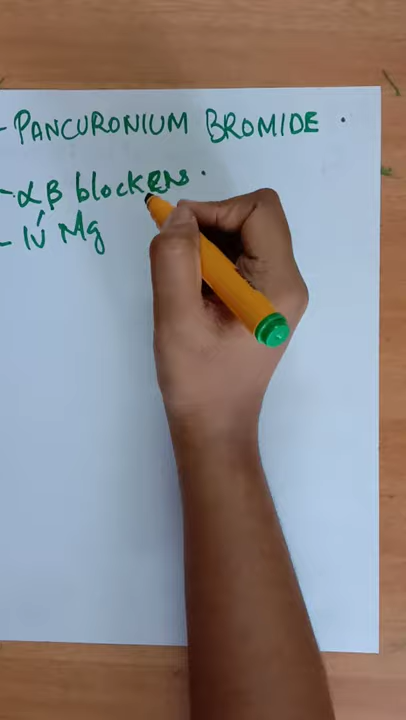 - PANCURONIUM BROMIDE.
- αβ blockers.
- IV Mg